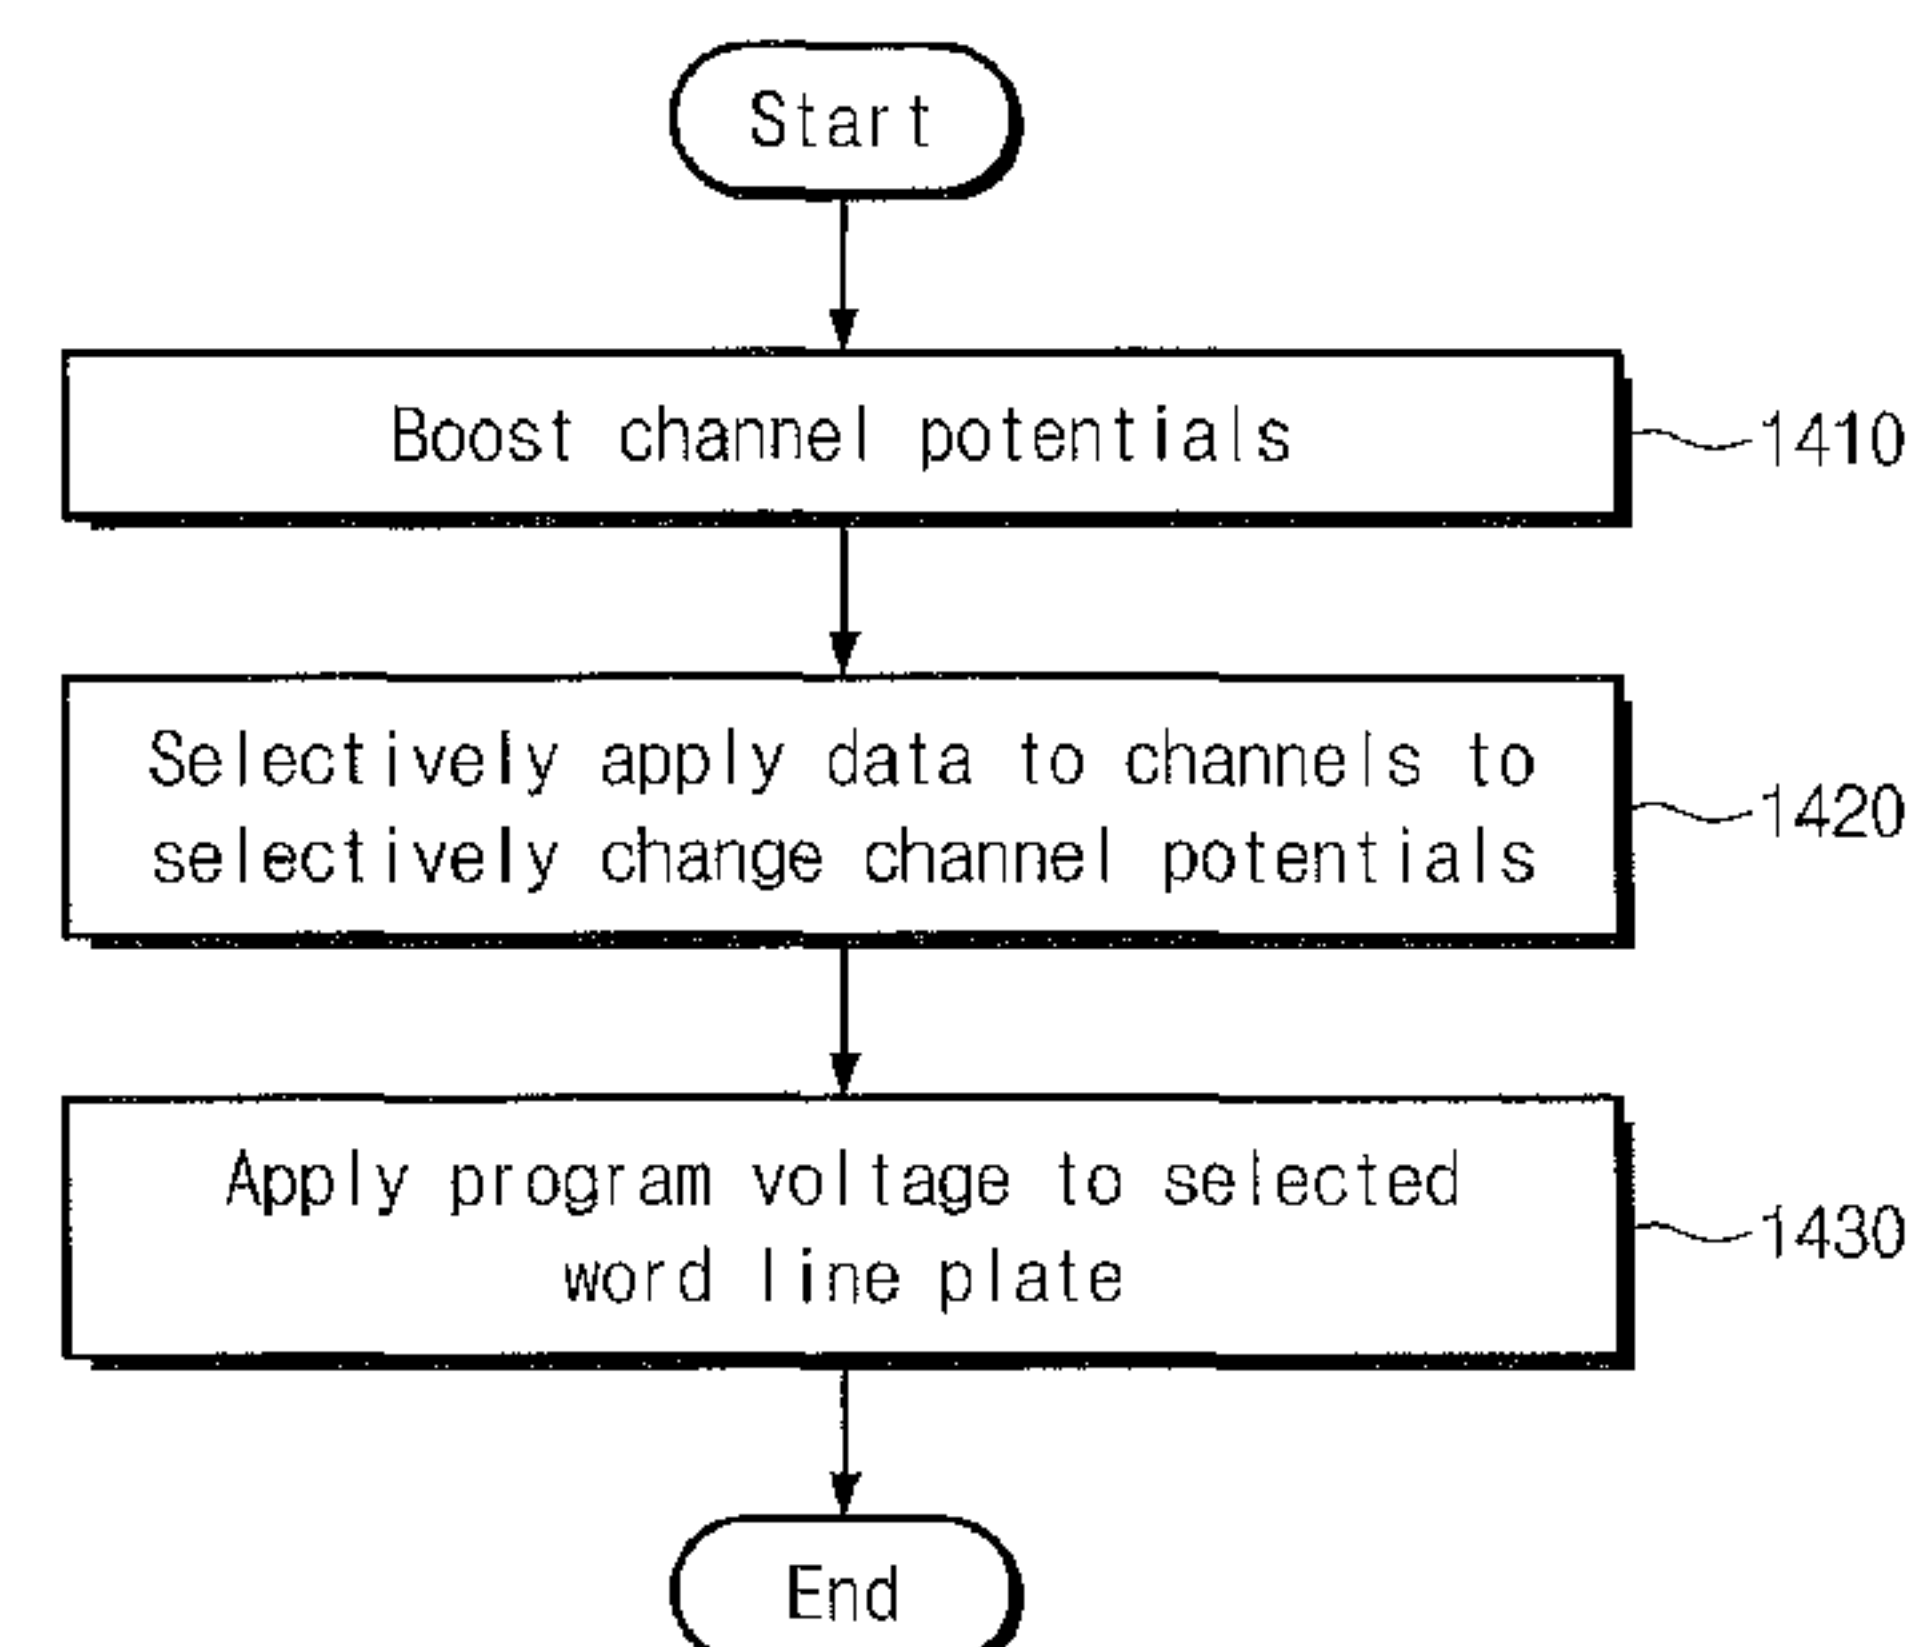 Start
Boost channel potentials
1410
Selectively apply data to channels to
selectively change channel potentials
1420
Apply program voltage to selected
word line plate
1430
End